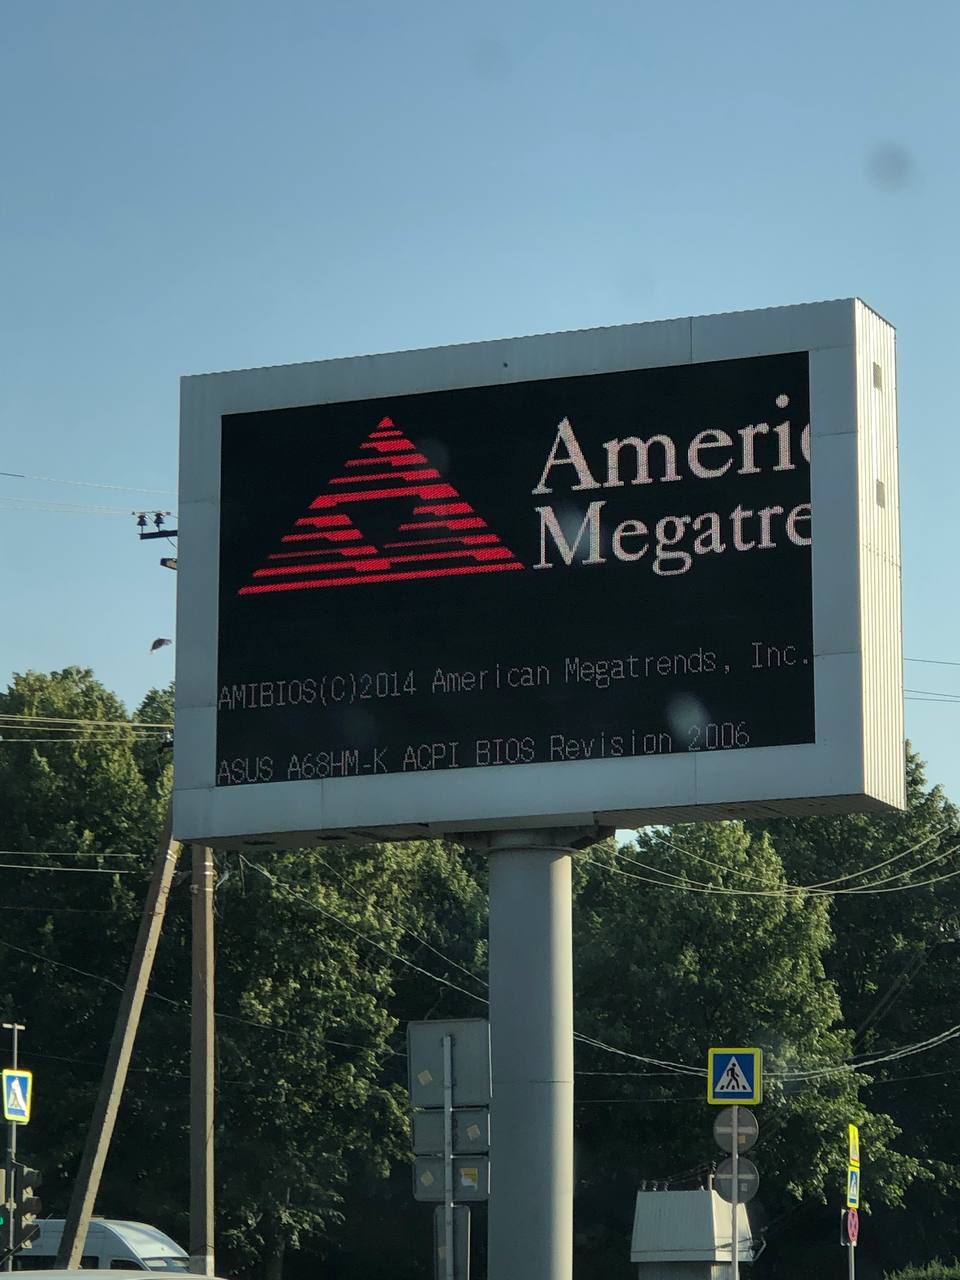 Americ
Megatre
AMIBIOS(C)2014 American Megatrends, Inc.
ASUS A68HM-K ACPI BIOS Revision 2006